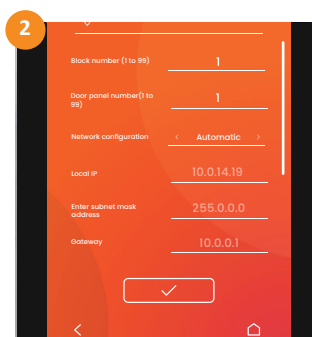 2
Block number (1 to 99)
1
Door panel number(1 to
99)
1
Network configuration
< Automatic >
Local IP
10.0.14.19
Enter subnet mask
address
255.0.0.0
Gateway
10.0.0.1